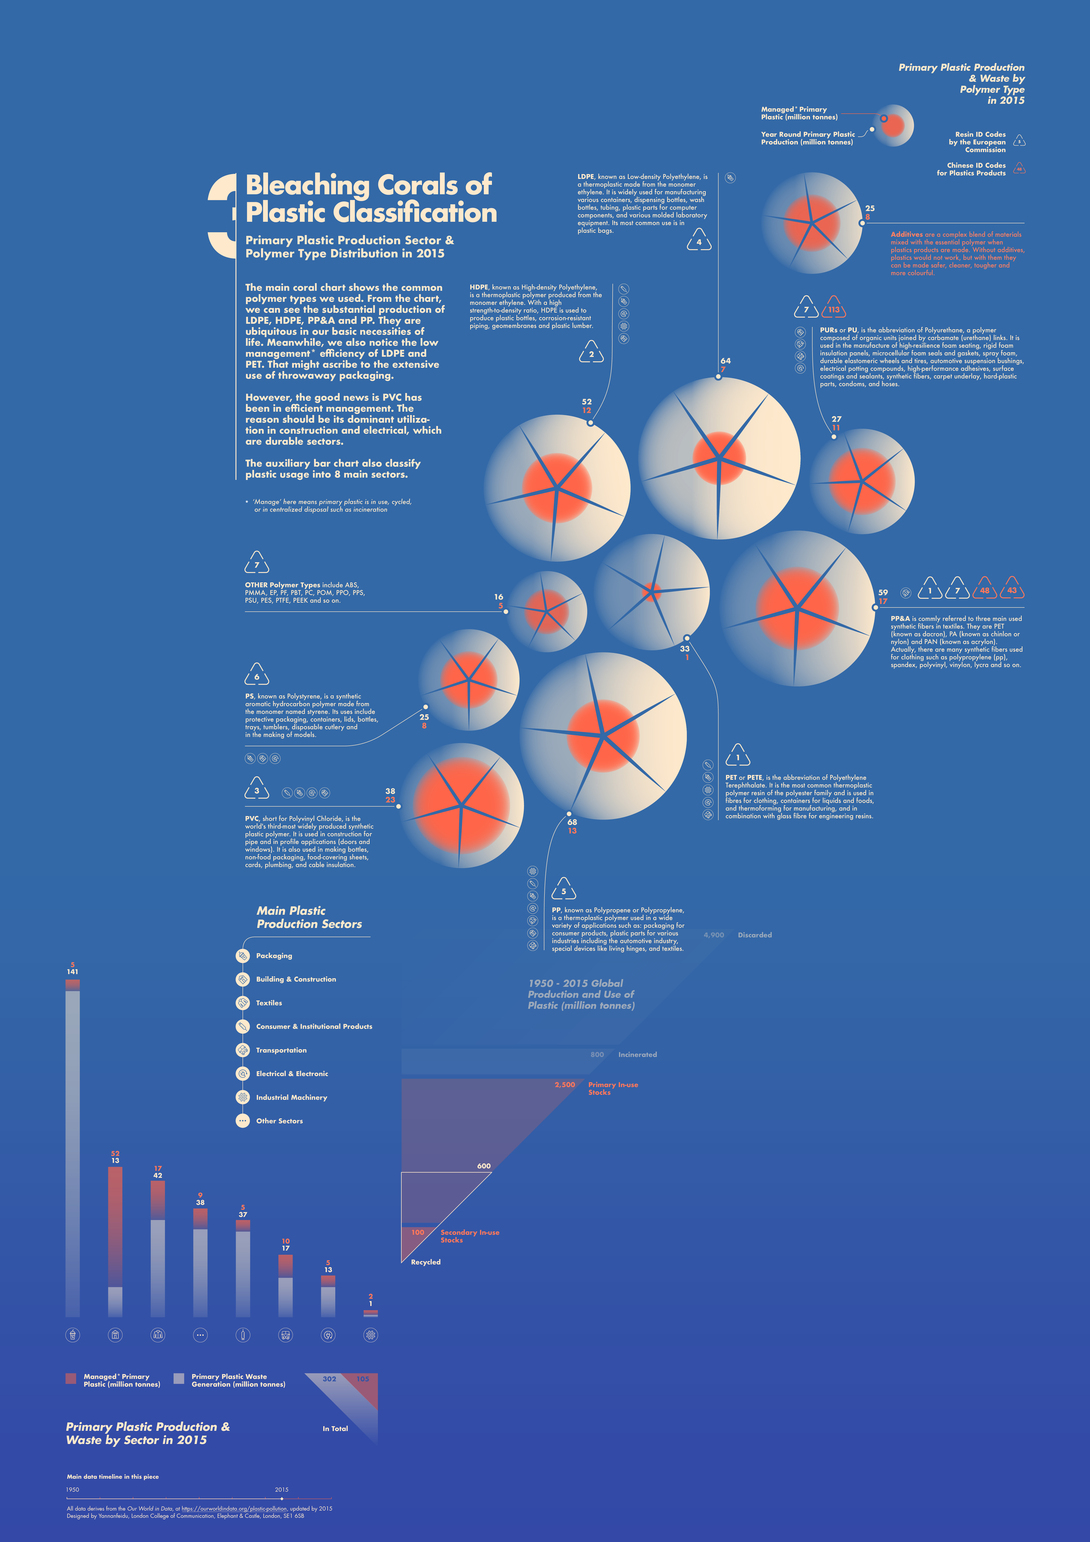 Primary Plastic Production
& Waste by
Polymer Type
in 2015
Managed* Primary
Plastic (million tonnes)
Year Round Primary Plastic
Production (million tonnes)
Resin ID Codes
by the European
Commission
Chinese ID Codes
for Plastics Products
3
Bleaching Corals of
Plastic Classification
Primary Plastic Production Sector &
Polymer Type Distribution in 2015
The main coral chart shows the common
polymer types we used. From the chart,
we can see the substantial production of
LDPE, HDPE, PP&A and PP. They are
ubiquitous in our basic necessities of
life. Meanwhile, we also notice the low
management* efficiency of LDPE and
PET. That might ascribe to the extensive
use of throwaway packaging.
However, the good news is PVC has
been in efficient management. The
reason should be its dominant utiliza-
tion in construction and electrical, which
are durable sectors.
The auxiliary bar chart also classify
plastic usage into 8 main sectors.
* 'Manage' here means primary plastic is in use, cycled,
or in centralized disposal such as incineration
LDPE, known as Low-density Polyethylene, is
a thermoplastic made from the monomer
ethylene. It is widely used for manufacturing
various containers, dispensing bottles, wash
bottles, tubing, plastic parts for computer
components, and various molded laboratory
equipment. Its most common use is in
plastic bags.
4
25
8
Additives are a complex blend of materials
mixed with the essential polymer when
plastics products are made. Without additives,
plastics would not work, but with them they
can be made safer, cleaner, tougher and
more colourful.
HDPE, known as High-density Polyethylene,
is a thermoplastic polymer produced from the
monomer ethylene. With a high
strength-to-density ratio, HDPE is used to
produce plastic bottles, corrosion-resistant
piping, geomembranes and plastic lumber.
2
7
113
PURs or PU, is the abbreviation of Polyurethane, a polymer
composed of organic units joined by carbamate (urethane) links. It is
used in the manufacture of high-resilience foam seating, rigid foam
insulation panels, microcellular foam seals and gaskets, spray foam,
durable elastomeric wheels and tires, automotive suspension bushings,
electrical potting compounds, high-performance adhesives, surface
coatings and sealants, synthetic fibers, carpet underlay, hard-plastic
parts, condoms, and hoses.
64
7
52
12
27
11
7
OTHER Polymer Types include ABS,
PMMA, EP, PF, PBT, PC, POM, PPO, PPS,
PSU, PES, PTFE, PEEK and so on.
16
5
59
17
1
7
48
43
PP&A is commly referred to three main used
synthetic fibers in textiles. They are PET
(known as dacron), PA (known as chinlon or
nylon) and PAN (known as acrylon).
Actually, there are many synthetic fibers used
for clothing such as polypropylene (pp),
spandex, polyvinyl, vinylon, lycra and so on.
33
1
6
PS, known as Polystyrene, is a synthetic
aromatic hydrocarbon polymer made from
the monomer named styrene. Its uses include
protective packaging, containers, lids, bottles,
trays, tumblers, disposable cutlery and
in the making of models.
25
8
1
PET or PETE, is the abbreviation of Polyethylene
Terephthalate. It is the most common thermoplastic
polymer resin of the polyester family and is used in
fibres for clothing, containers for liquids and foods,
and thermoforming for manufacturing, and in
combination with glass fibre for engineering resins.
3
38
23
PVC, short for Polyvinyl Chloride, is the
world's third-most widely produced synthetic
plastic polymer. It is used in construction for
pipe and in profile applications (doors and
windows). It is also used in making bottles,
non-food packaging, food-covering sheets,
cards, plumbing, and cable insulation.
68
13
5
PP, known as Polypropene or Polypropylene,
is a thermoplastic polymer used in a wide
variety of applications such as: packaging for
consumer products, plastic parts for various
industries including the automotive industry,
special devices like living hinges, and textiles.
Main Plastic
Production Sectors
Packaging
Building & Construction
Textiles
Consumer & Institutional Products
Transportation
Electrical & Electronic
Industrial Machinery
Other Sectors
4,900 Discarded
1950 - 2015 Global
Production and Use of
Plastic (million tonnes)
800 Incinerated
2,500 Primary In-use
Stocks
600
100 Secondary In-use
Stocks
Recycled
5
141
52
13
17
42
9
38
5
37
10
17
5
13
2
1
Managed* Primary
Plastic (million tonnes)
Primary Plastic Waste
Generation (million tonnes)
302 105
In Total
Primary Plastic Production &
Waste by Sector in 2015
Main data timeline in this piece
1950 2015
All data derives from the Our World in Data, at https://ourworldindata.org/plastic-pollution, updated by 2015
Designed by Yannanfeidu, London College of Communication, Elephant & Castle, London, SE1 6SB